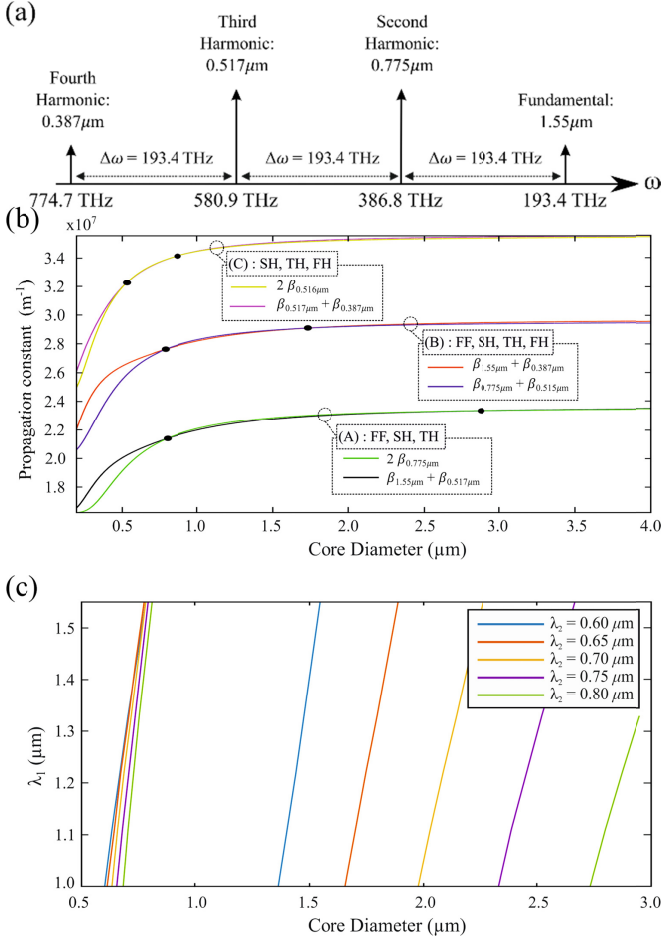 (a)
Third
Harmonic:
0.517μm
Second
Harmonic:
0.775μm
Fourth
Harmonic:
0.387μm
Fundamental:
1.55μm
Δω = 193.4 THz
Δω = 193.4 THz
Δω = 193.4 THz
ω
774.7 THz
580.9 THz
386.8 THz
193.4 THz
(b)
x10⁷
Propagation constant (m⁻¹)
3.4
3.2
3.0
2.8
2.6
2.4
2.2
2.0
1.8
(C) : SH, TH, FH
2 β0.516μm
β0.517μm + β0.387μm
(B) : FF, SH, TH, FH
β.55μm + β0.387μm
β.775μm + β0.515μm
(A) : FF, SH, TH
2 β0.775μm
β1.55μm + β0.517μm
0.5
1.0
1.5
2.0
2.5
3.0
3.5
4.0
Core Diameter (μm)
(c)
λ₁ (μm)
1.5
1.4
1.3
1.2
1.1
1.0
λ₂ = 0.60 μm
λ₂ = 0.65 μm
λ₂ = 0.70 μm
λ₂ = 0.75 μm
λ₂ = 0.80 μm
0.5
1.0
1.5
2.0
2.5
3.0
Core Diameter (μm)